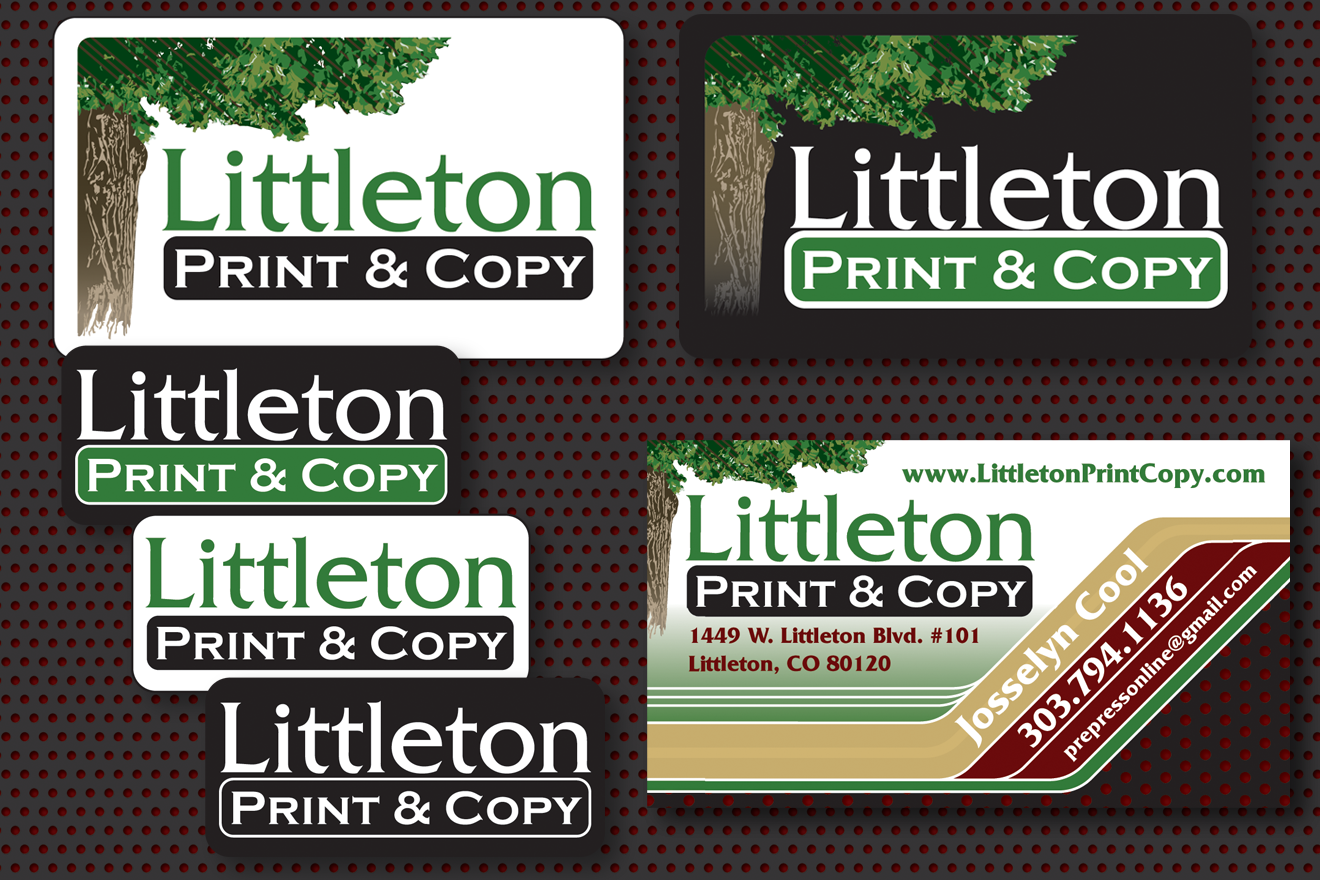 Littleton
PRINT & COPY
Littleton
PRINT & COPY
Littleton
PRINT & COPY
Littleton
PRINT & COPY
Littleton
PRINT & COPY
www.LittletonPrintCopy.com
Littleton
PRINT & COPY
1449 W. Littleton Blvd. #101
Littleton, CO 80120
Josselyn Cool
303.794.1136
prepressonline@gmail.com